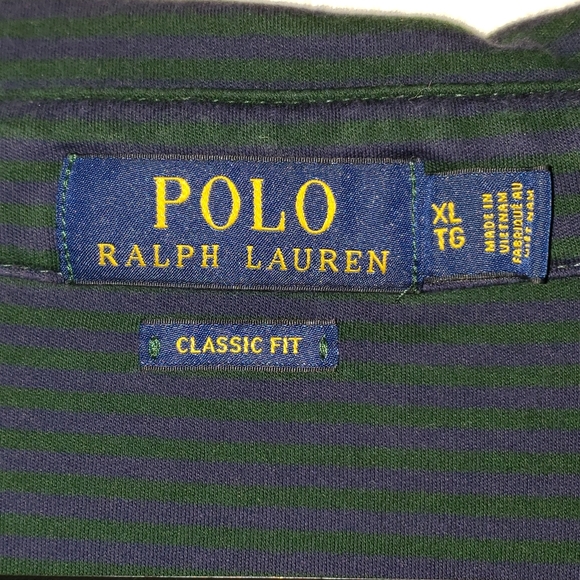 POLO
RALPH LAUREN
XL
TG
MADE IN
VIETNAM
FABRIQUÉ AU
VIET NAM
CLASSIC FIT